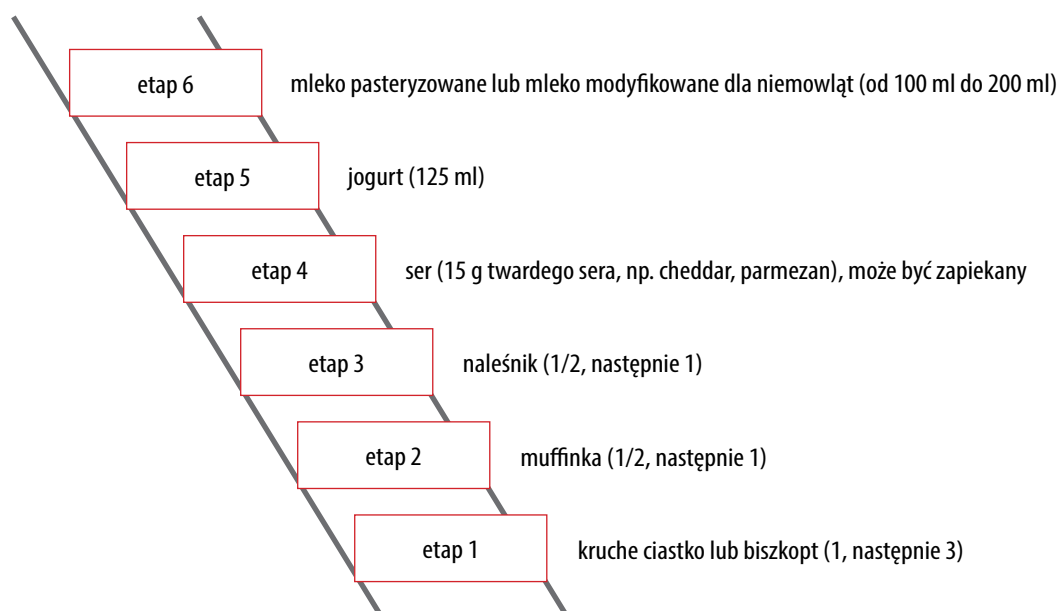 etap 6 mleko pasteryzowane lub mleko modyfikowane dla niemowląt (od 100 ml do 200 ml)
etap 5 jogurt (125 ml)
etap 4 ser (15 g twardego sera, np. cheddar, parmezan), może być zapiekany
etap 3 naleśnik (1/2, następnie 1)
etap 2 muffinka (1/2, następnie 1)
etap 1 kruche ciastko lub biszkopt (1, następnie 3)